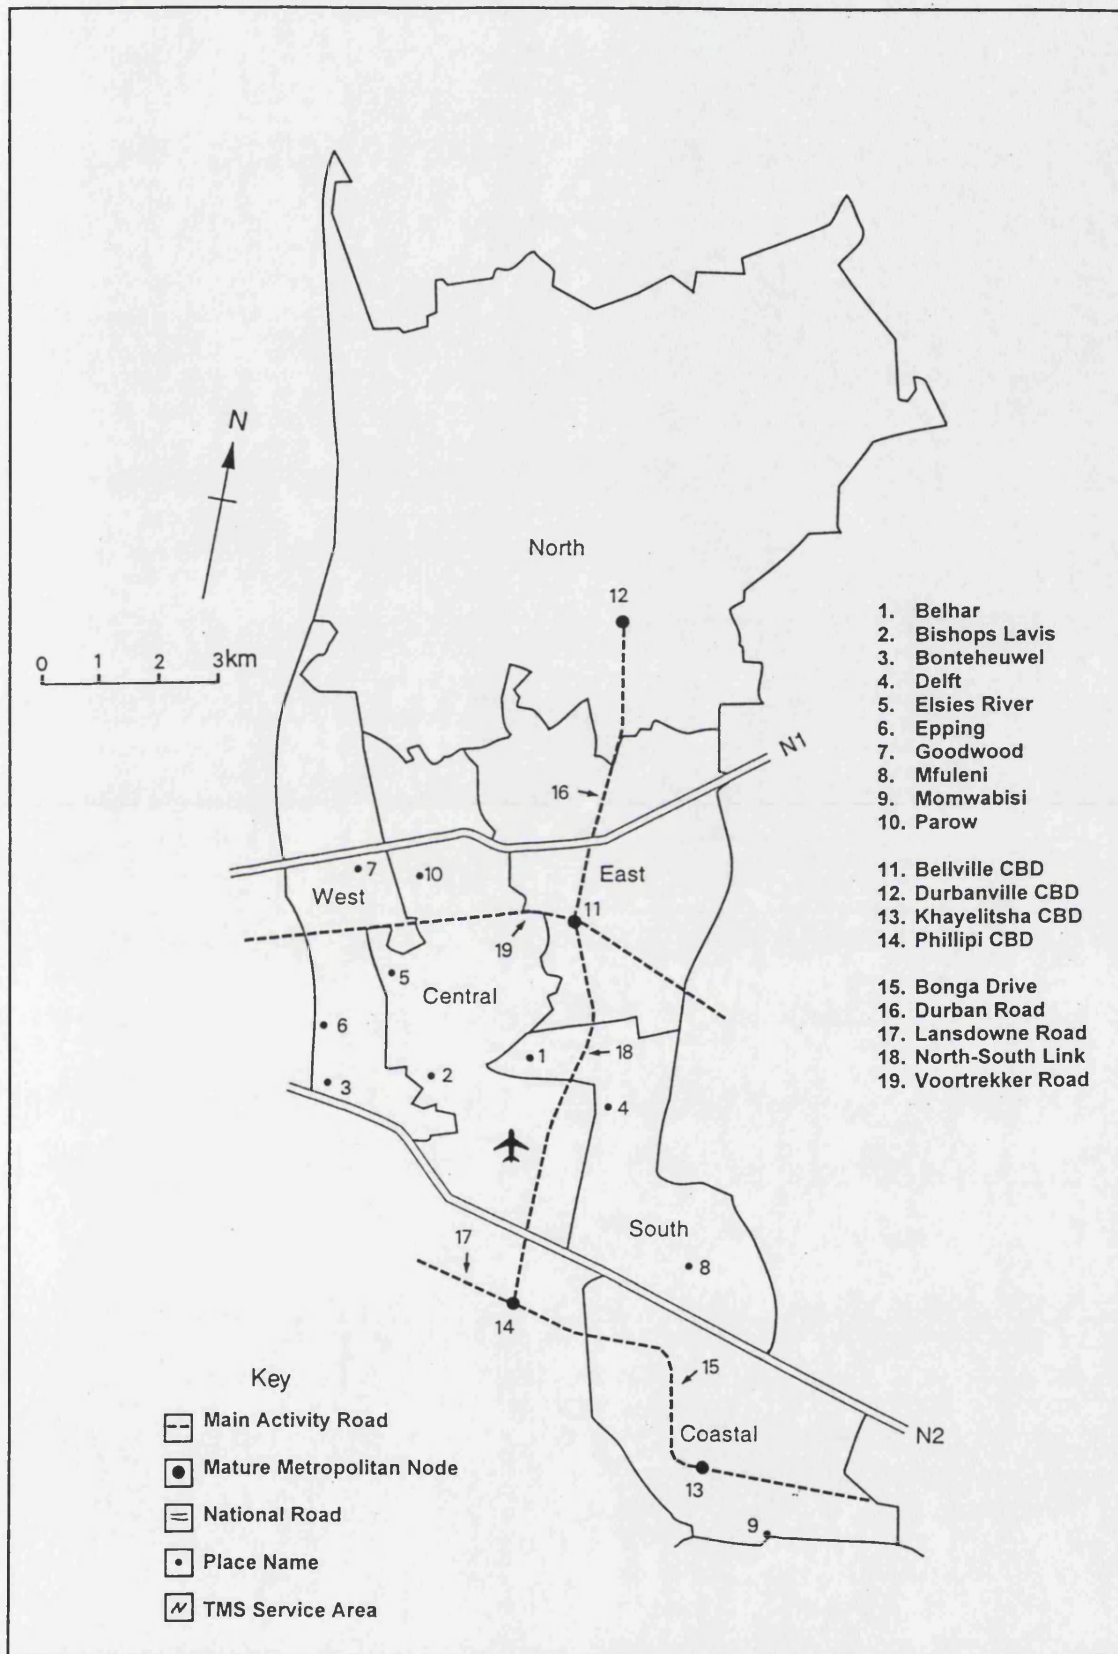 N
North
12
0 1 2 3km
1. Belhar
2. Bishops Lavis
3. Bonteheuwel
4. Delft
5. Elsies River
6. Epping
7. Goodwood
8. Mfuleni
9. Momwabisi
10. Parow
11. Bellville CBD
12. Durbanville CBD
13. Khayelitsha CBD
14. Phillipi CBD
15. Bonga Drive
16. Durban Road
17. Lansdowne Road
18. North-South Link
19. Voortrekker Road
N1
16
7
10
East
West
11
19
5
Central
6
1
18
2
3
4
South
17
8
14
15
Coastal
N2
13
9
Key
Main Activity Road
Mature Metropolitan Node
National Road
Place Name
TMS Service Area